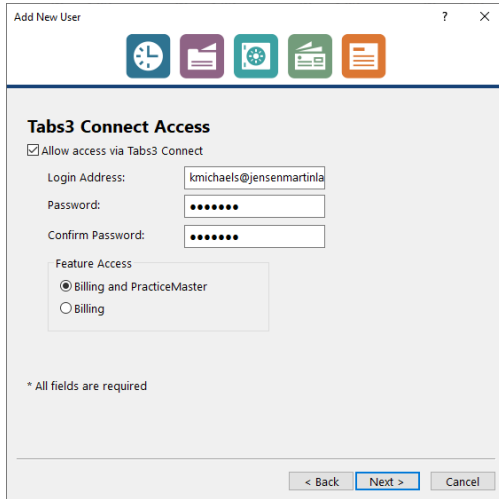 Add New User
? ×
Tabs3 Connect Access
Allow access via Tabs3 Connect
Login Address: kmichaels@jensenmartinla
Password: ●●●●●●●
Confirm Password: ●●●●●●●
Feature Access
Billing and PracticeMaster
Billing
* All fields are required
< Back Next > Cancel